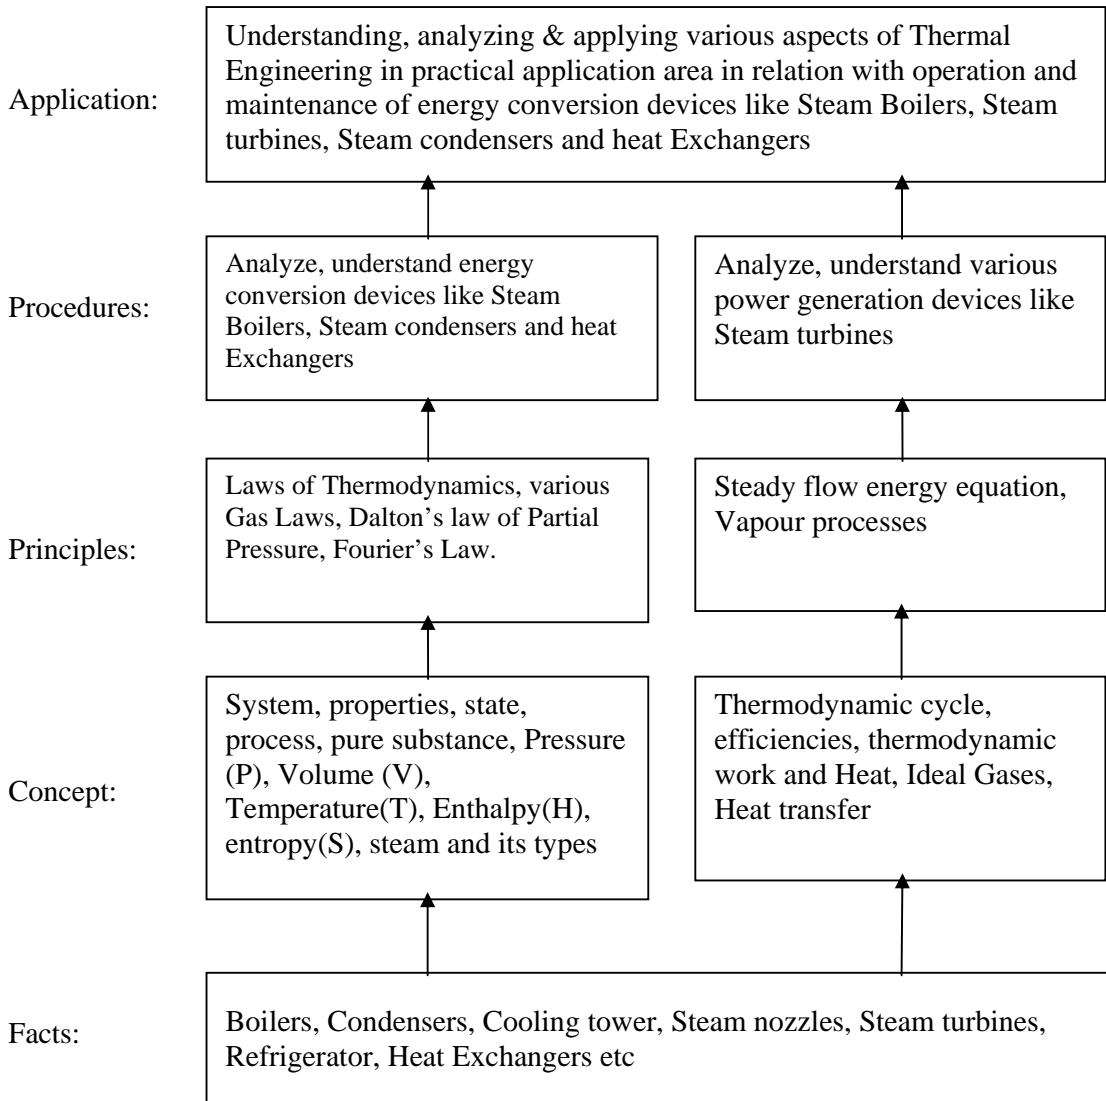 Application:
Understanding, analyzing & applying various aspects of Thermal
Engineering in practical application area in relation with operation and
maintenance of energy conversion devices like Steam Boilers, Steam
turbines, Steam condensers and heat Exchangers
Procedures:
Analyze, understand energy
conversion devices like Steam
Boilers, Steam condensers and heat
Exchangers
Analyze, understand various
power generation devices like
Steam turbines
Principles:
Laws of Thermodynamics, various
Gas Laws, Dalton’s law of Partial
Pressure, Fourier’s Law.
Steady flow energy equation,
Vapour processes
Concept:
System, properties, state,
process, pure substance, Pressure
(P), Volume (V),
Temperature(T), Enthalpy(H),
entropy(S), steam and its types
Thermodynamic cycle,
efficiencies, thermodynamic
work and Heat, Ideal Gases,
Heat transfer
Facts:
Boilers, Condensers, Cooling tower, Steam nozzles, Steam turbines,
Refrigerator, Heat Exchangers etc